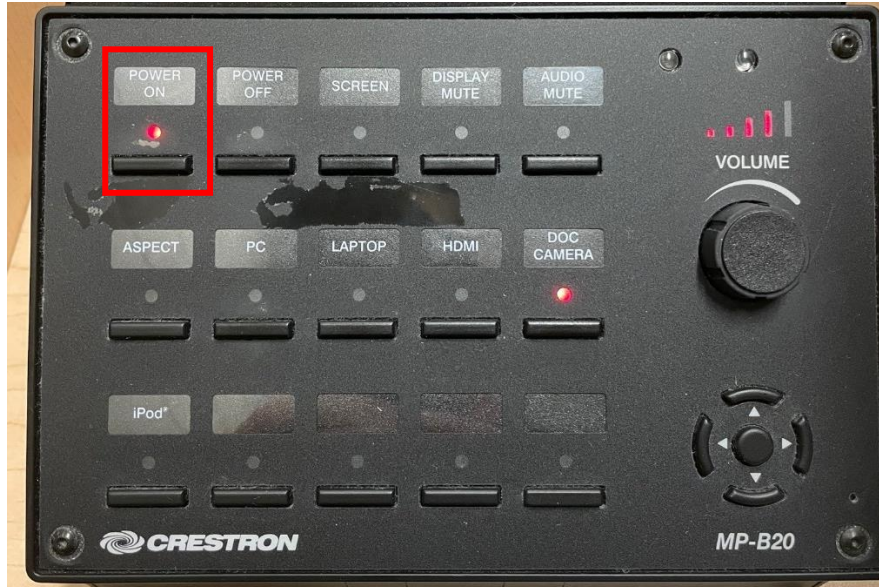 POWER
ON
POWER
OFF
SCREEN
DISPLAY
MUTE
AUDIO
MUTE
VOLUME
ASPECT
PC
LAPTOP
HDMI
DOC
CAMERA
iPod®
CRESTRON
MP-B20